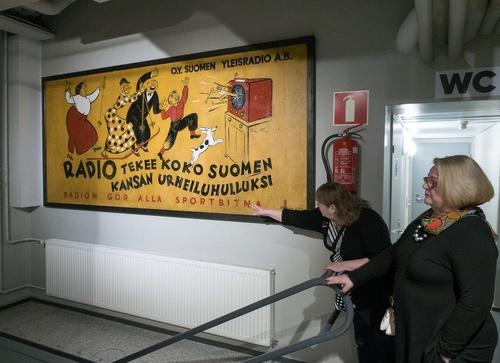 OY. SUOMEN YLEISRADIO A.B.
RADIO TEKEE KOKO SUOMEN
KANSAN URHEILUHULLUKSI
RADION GÖR ALLA SPORTBITNA
WC